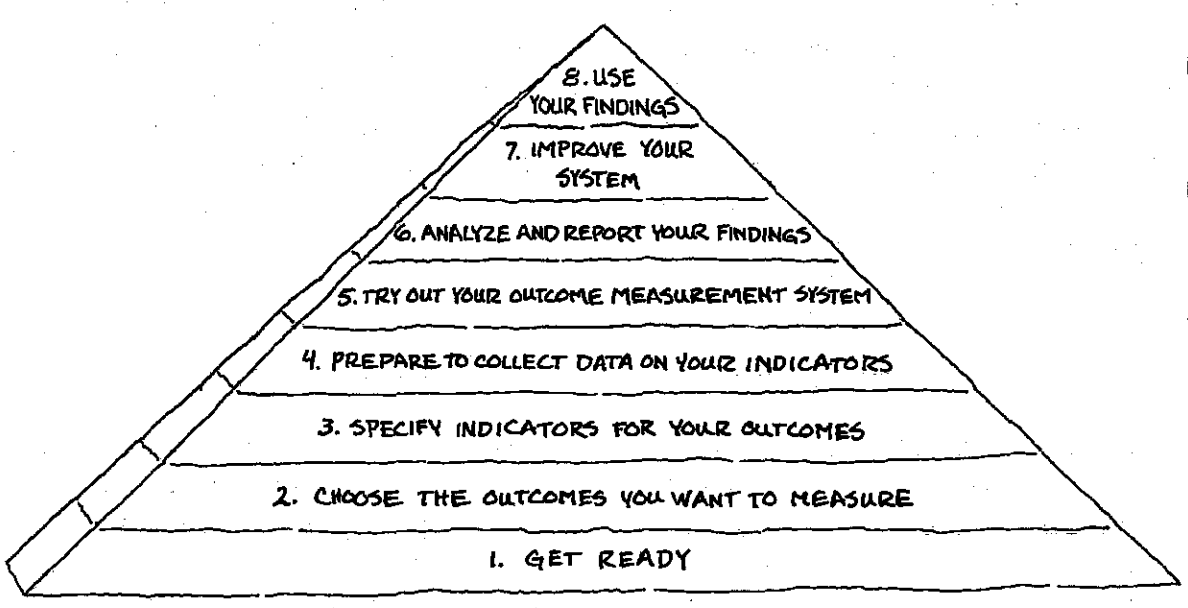 8. USE
YOUR FINDINGS
7. IMPROVE YOUR
SYSTEM
6. ANALYZE AND REPORT YOUR FINDINGS
5. TRY OUT YOUR OUTCOME MEASUREMENT SYSTEM
4. PREPARE TO COLLECT DATA ON YOUR INDICATORS
3. SPECIFY INDICATORS FOR YOUR OUTCOMES
2. CHOOSE THE OUTCOMES YOU WANT TO MEASURE
1. GET READY